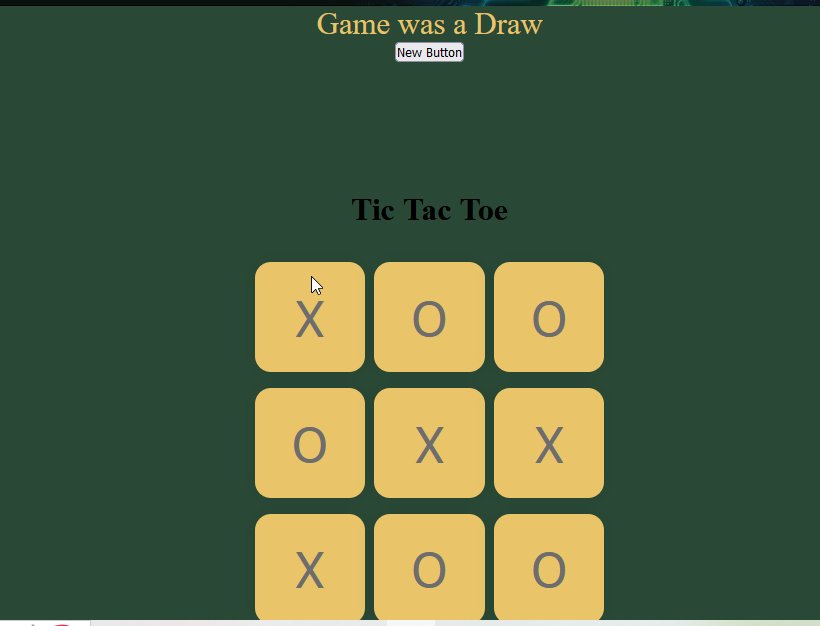 Game was a Draw
New Button
Tic Tac Toe
X O O
O X X
X O O